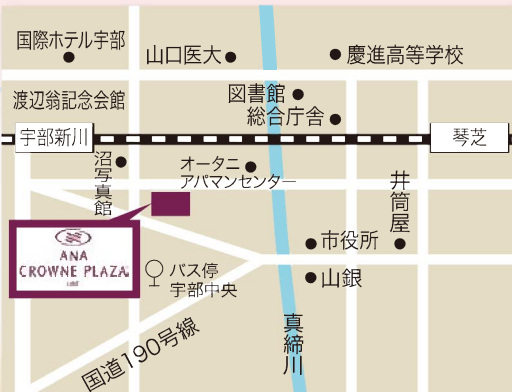 国際ホテル宇部
山口医大
慶進高等学校
渡辺翁記念会館
図書館
総合庁舎
宇部新川
琴芝
沼写真館
オータニ
アパマンセンター
井筒屋
ANA
CROWNE PLAZA
市役所
バス停
宇部中央
山銀
真締川
国道190号線